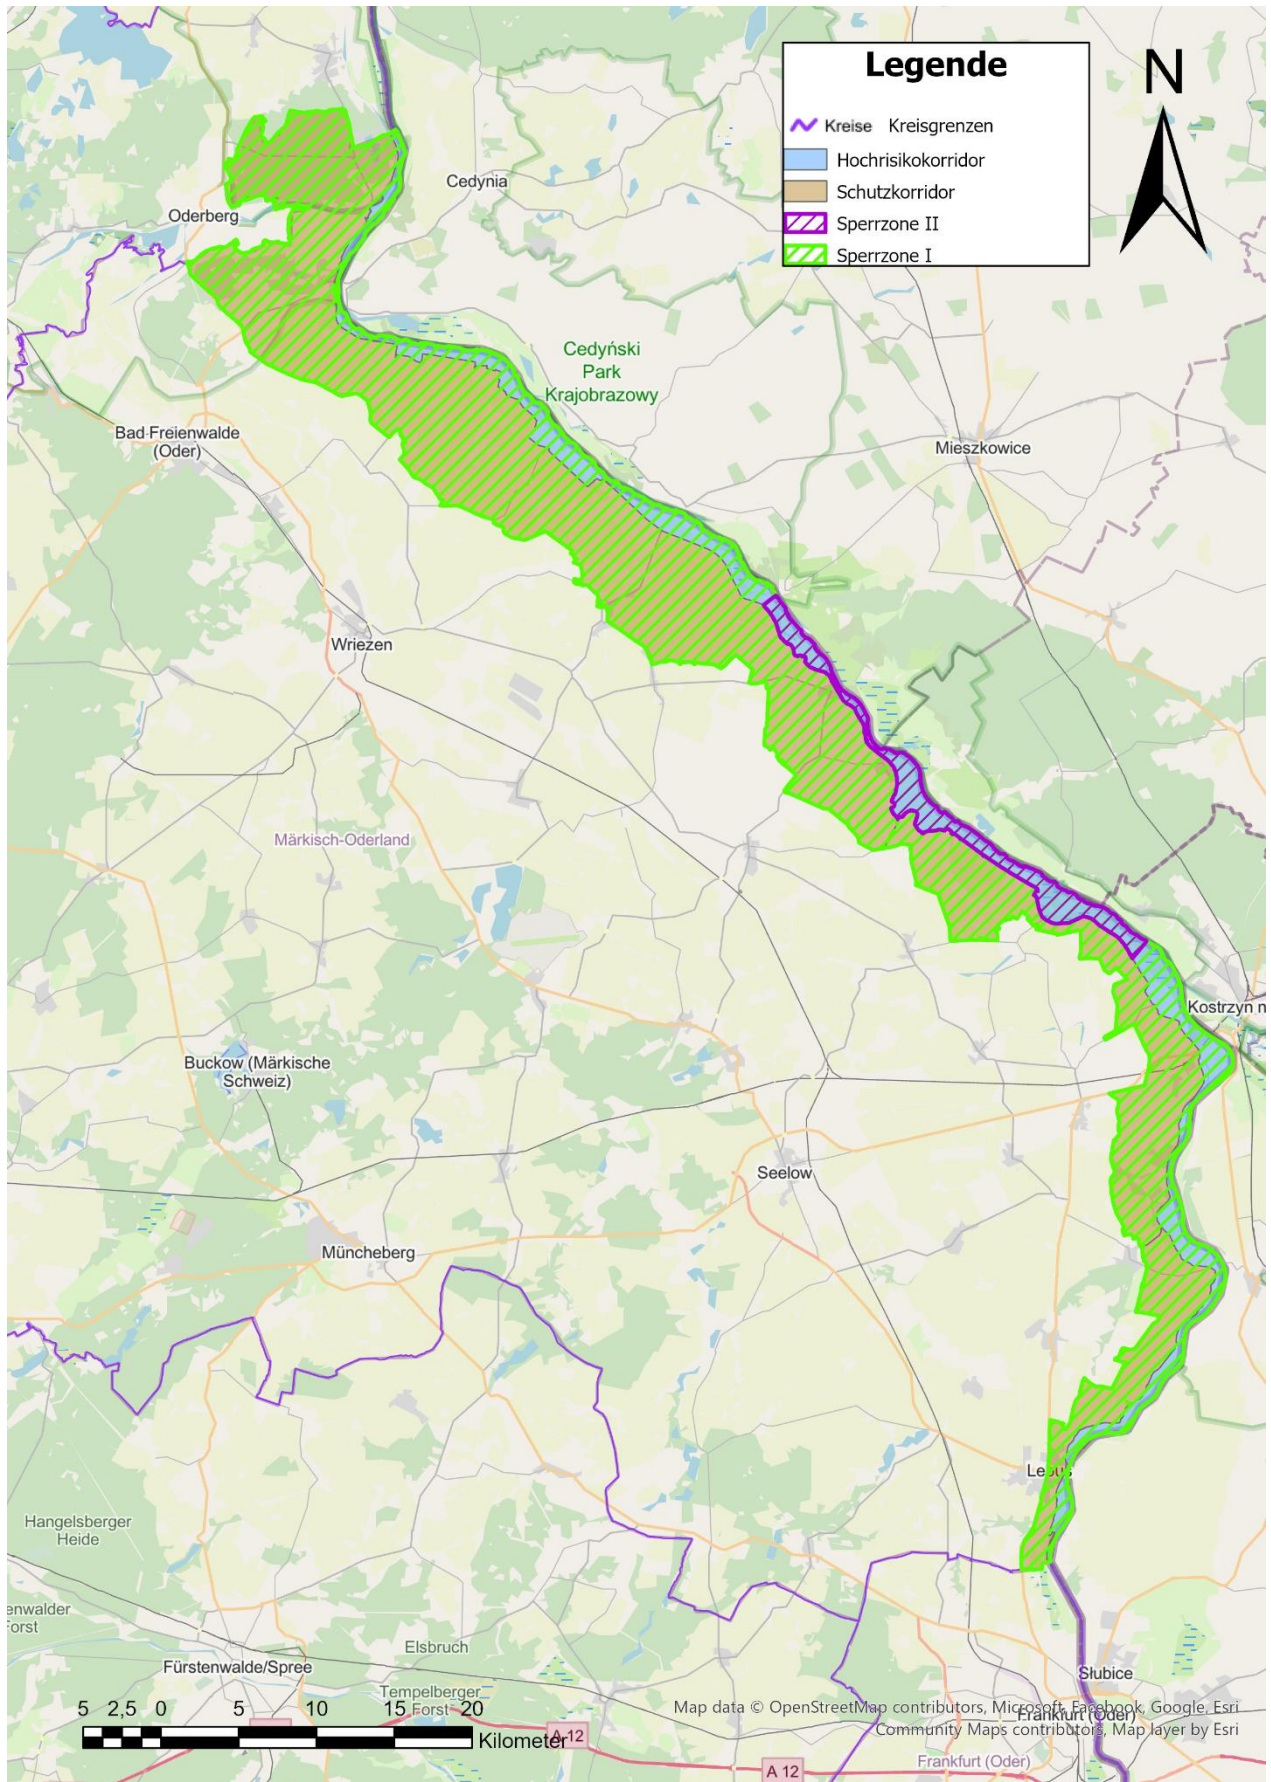 Legende
N
Kreise Kreisgrenzen
Hochrisikokorridor
Schutzkorridor
Sperrzone II
Sperrzone I
Cedynia
Oderberg
Cedyński
Park
Krajobrazowy
Bad Freienwalde
(Oder)
Mieszkowice
Wriezen
Märkisch-Oderland
Kostrzyn n
Buckow (Märkische
Schweiz)
Seelow
Müncheberg
Lebus
Hangelsberger
Heide
enwalder
Forst
Elsbruch
Fürstenwalde/Spree
Słubice
Tempelberger
Forst
5 2,5 0 5 10 15 20
Kilometer
A 12
Map data © OpenStreetMap contributors, Microsoft, Facebook, Google, Esri
Frankfurt (Oder)
Community Maps contributors, Map layer by Esri
Frankfurt (Oder)
A 12